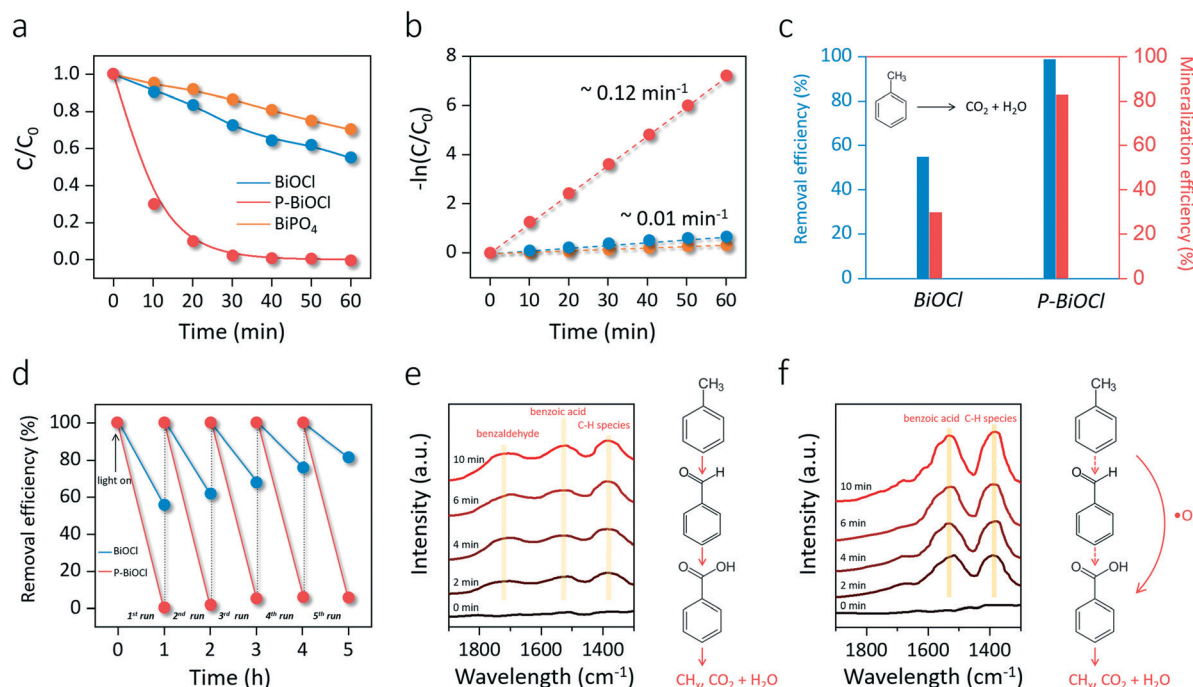 a
C/C0
1.0
0.8
0.6
0.4
0.2
0.0
BiOCl
P-BiOCl
BiPO4
0 10 20 30 40 50 60
Time (min)
b
-ln(C/C0)
8
6
4
2
0
~ 0.12 min-1
~ 0.01 min-1
0 10 20 30 40 50 60
Time (min)
c
Removal efficiency (%)
100
80
60
40
20
0
CH3
CO2 + H2O
BiOCl P-BiOCl
100
80
60
40
20
0
Mineralization efficiency (%)
d
Removal efficiency (%)
100
80
60
40
20
0
light on
BiOCl
P-BiOCl
1st run 2nd run 3rd run 4th run 5th run
0 1 2 3 4 5
Time (h)
e
Intensity (a.u.)
benzoic acid
benzaldehyde
C-H species
10 min
6 min
4 min
2 min
0 min
1800 1600 1400
Wavelength (cm-1)
CH3
O
H
O
OH
CHx, CO2 + H2O
f
Intensity (a.u.)
benzoic acid C-H species
10 min
6 min
4 min
2 min
0 min
1800 1600 1400
Wavelength (cm-1)
CH3
O
H
•O
O
OH
CHx, CO2 + H2O